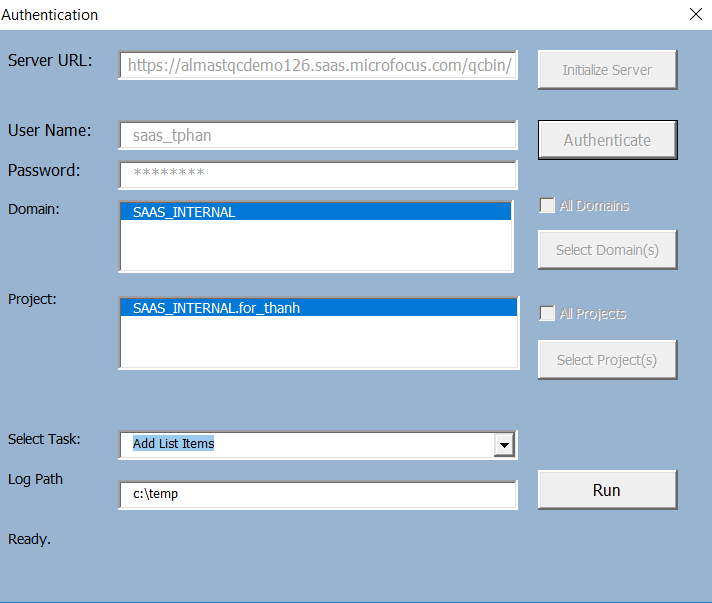 Authentication
Server URL: https://almastqcdemo126.saas.microfocus.com/qcbin/ Initialize Server
User Name: saas_tphan Authenticate
Password: ********
Domain: SAAS_INTERNAL All Domains
Select Domain(s)
Project: SAAS_INTERNAL.for_thanh All Projects
Select Project(s)
Select Task: Add List Items
Log Path c:\temp Run
Ready.